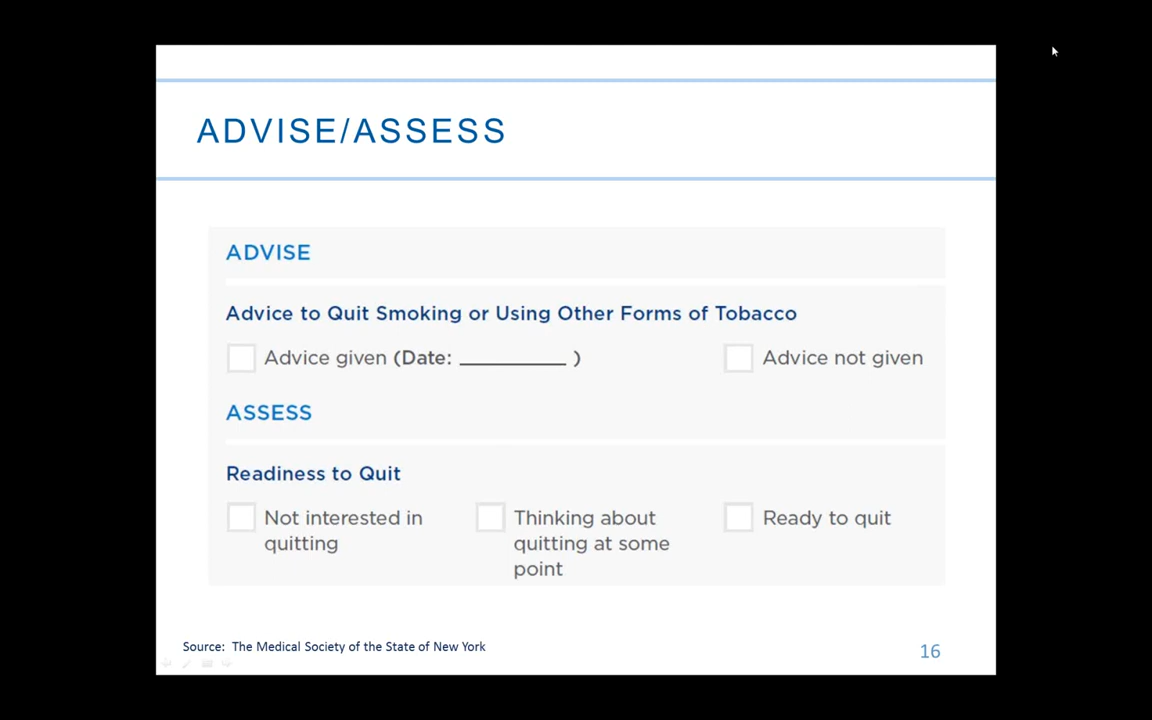 ADVISE/ASSESS
ADVISE
Advice to Quit Smoking or Using Other Forms of Tobacco
Advice given (Date: __________ ) Advice not given
ASSESS
Readiness to Quit
Not interested in quitting
Thinking about quitting at some point
Ready to quit
Source: The Medical Society of the State of New York
16